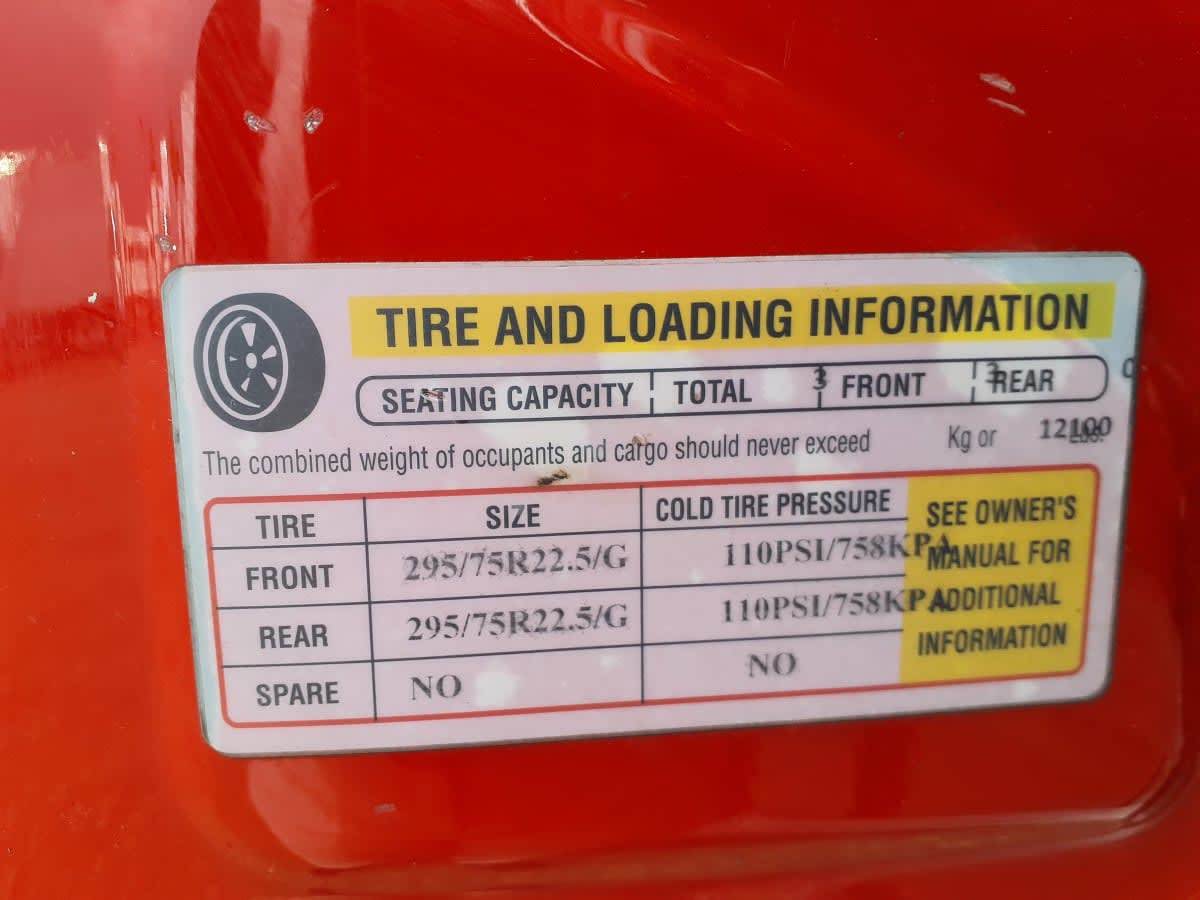 TIRE AND LOADING INFORMATION
SEATING CAPACITY TOTAL 3 FRONT 3 REAR 0
The combined weight of occupants and cargo should never exceed Kg or 12100 Lbs.
TIRE SIZE COLD TIRE PRESSURE SEE OWNER'S
FRONT 295/75R22.5/G 110PSI/758KPA MANUAL FOR
REAR 295/75R22.5/G 110PSI/758KPA ADDITIONAL
INFORMATION
SPARE NO NO